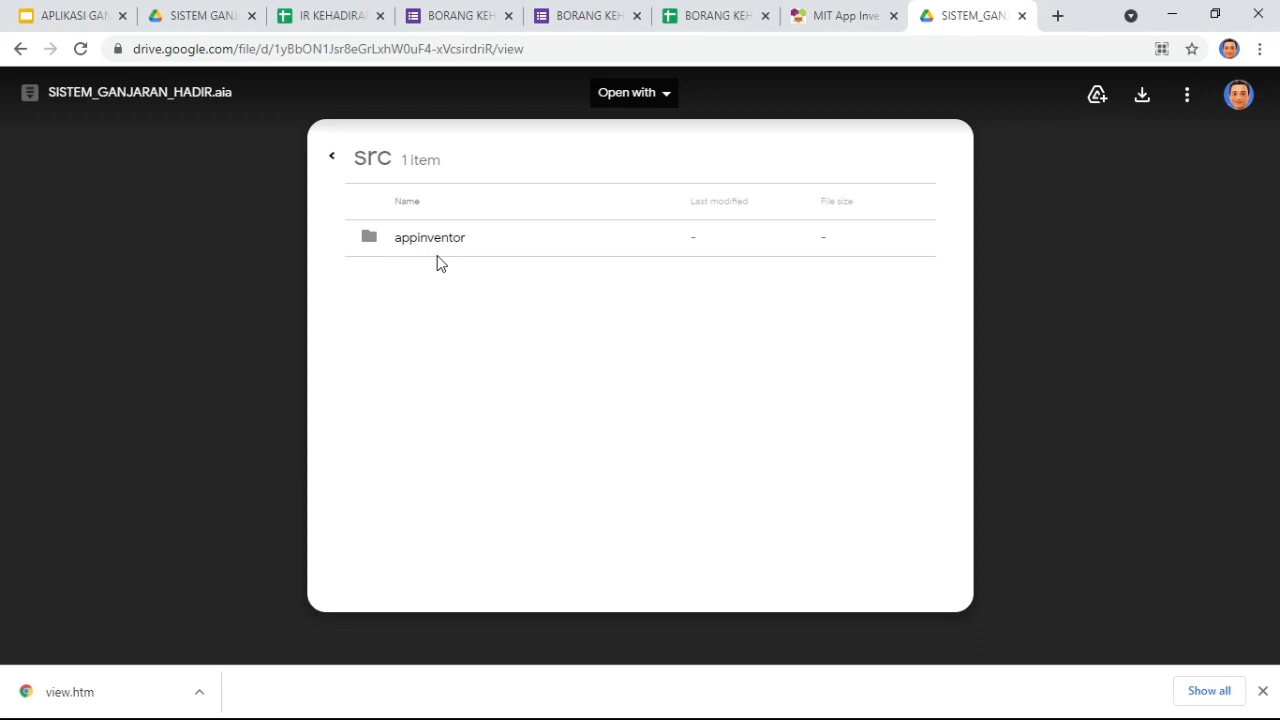 APLIKASI GAN
SISTEM GANJ
IR KEHADIRA
BORANG KEH
BORANG KEH
BORANG KEH
MIT App Inve
SISTEM_GAN
drive.google.com/file/d/1yBbON1Jsr8eGrLxhW0uF4-xVcsirdriR/view
SISTEM_GANJARAN_HADIR.aia
Open with
src 1 item
Name Last modified File size
appinventor - -
view.htm
Show all